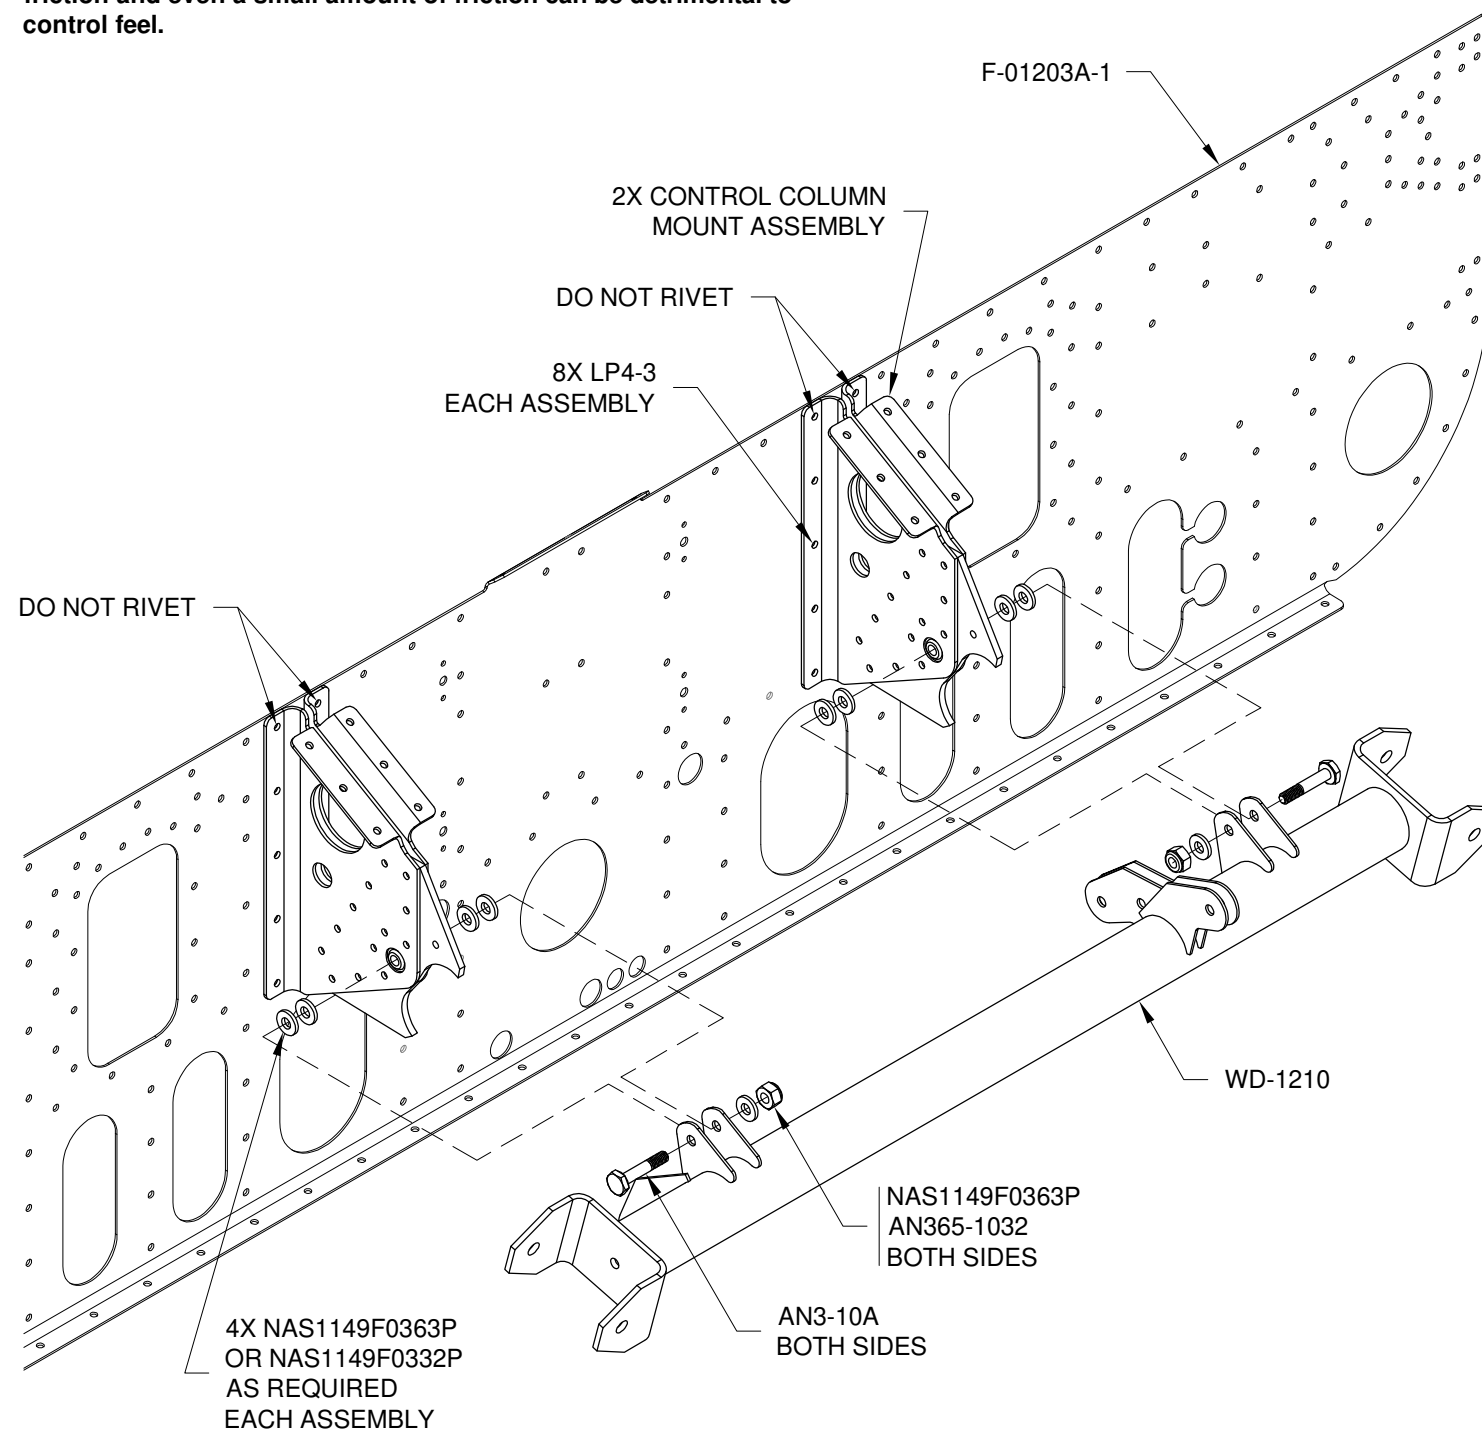 friction and even a small amount of friction can be detrimental to
control feel.
F-01203A-1
2X CONTROL COLUMN
MOUNT ASSEMBLY
DO NOT RIVET
8X LP4-3
EACH ASSEMBLY
DO NOT RIVET
WD-1210
NAS1149F0363P
AN365-1032
BOTH SIDES
AN3-10A
BOTH SIDES
4X NAS1149F0363P
OR NAS1149F0332P
AS REQUIRED
EACH ASSEMBLY